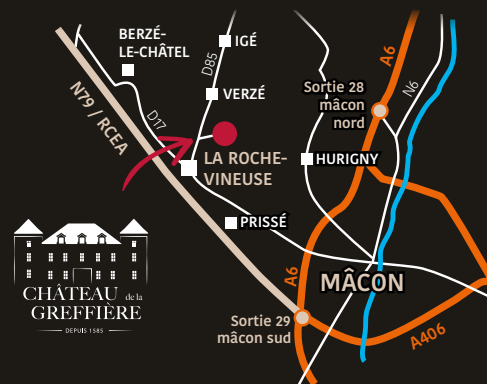 BERZÉ-
LE-CHÂTEL
IGÉ
D85
A6
N6
VERZÉ
Sortie 28
mâcon
nord
N79 / RCEA
D17
LA ROCHE-
VINEUSE
HURIGNY
PRISSÉ
A6
MÂCON
CHÂTEAU de la
GREFFIÈRE
DEPUIS 1585
Sortie 29
mâcon sud
A406